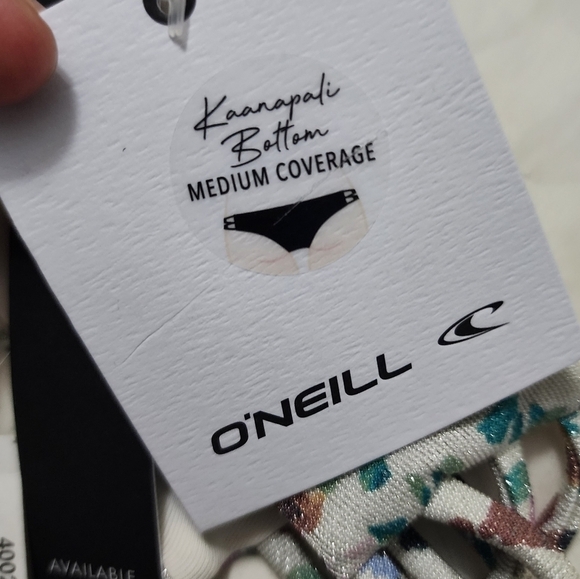 Kaanapali
Bottom
MEDIUM COVERAGE
O'NEILL
AVAILABLE